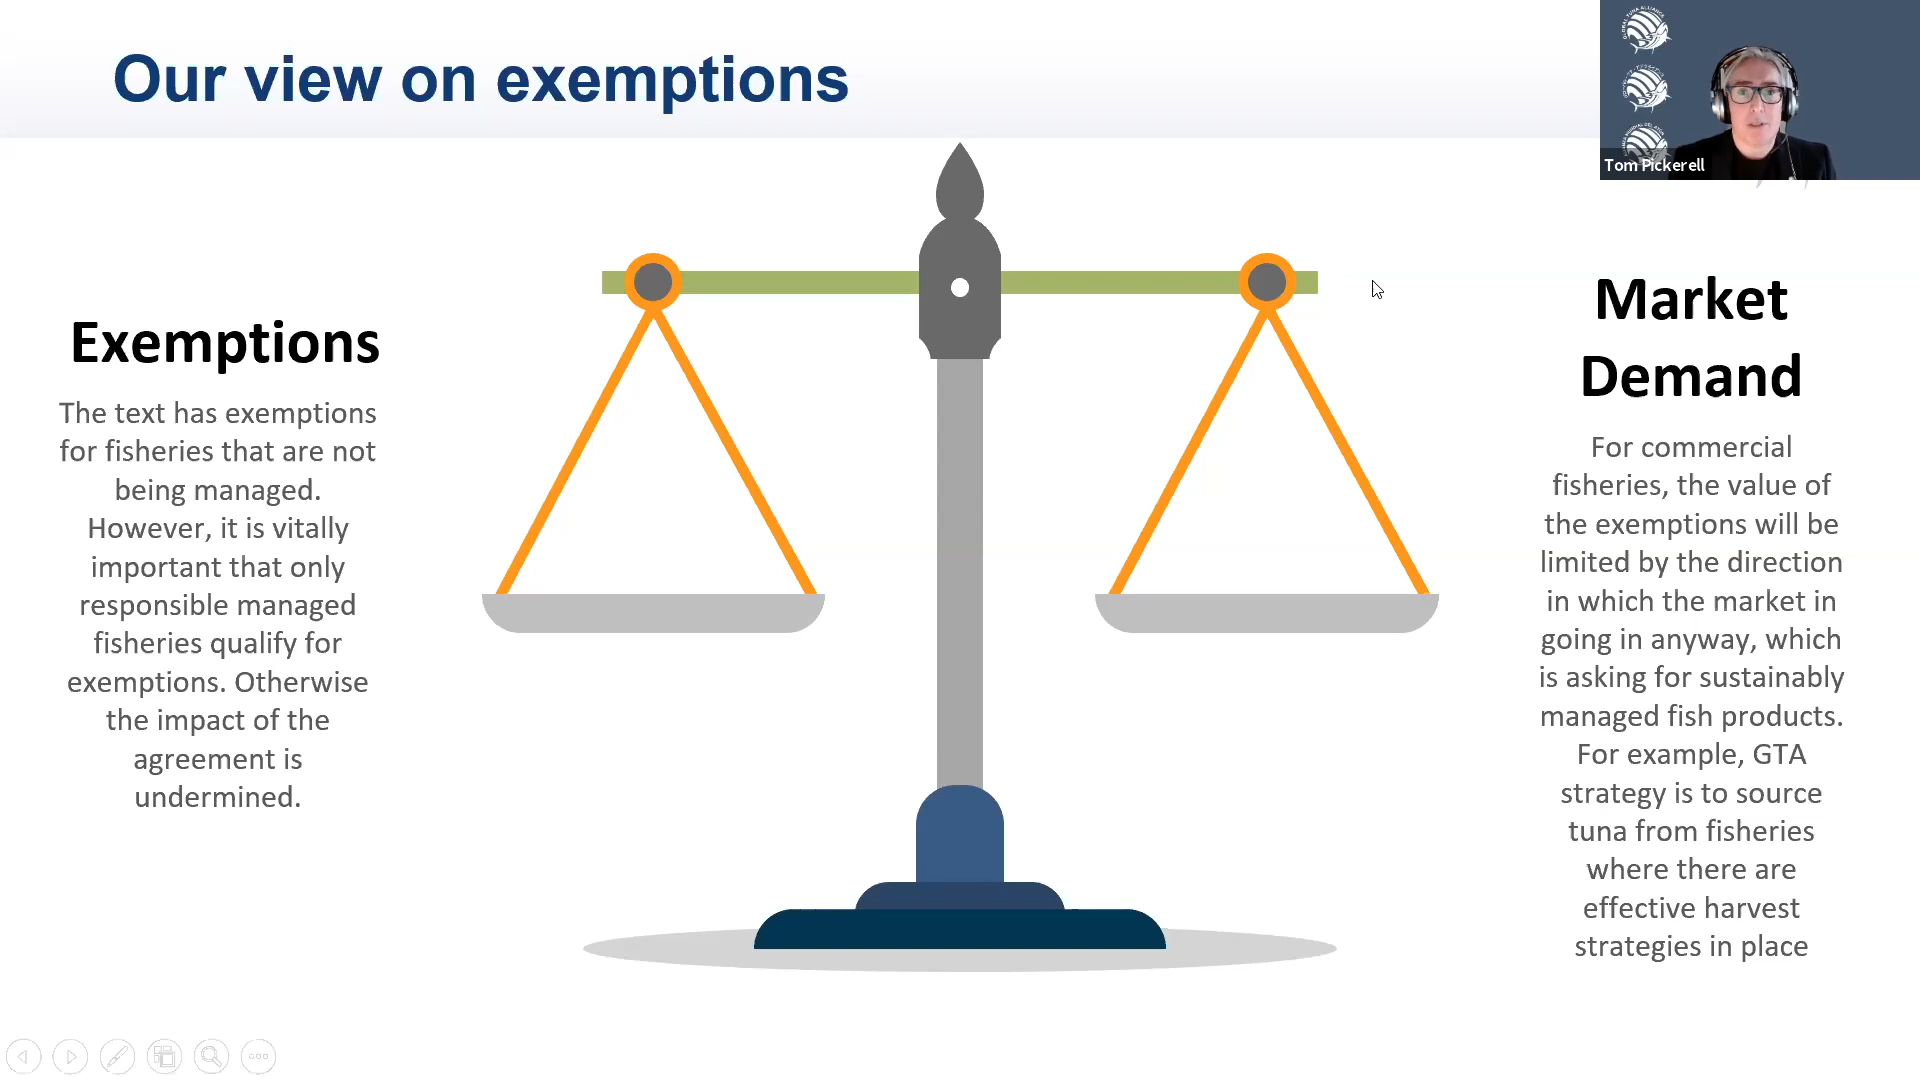 Our view on exemptions
Tom Pickerell
Exemptions
The text has exemptions
for fisheries that are not
being managed.
However, it is vitally
important that only
responsible managed
fisheries qualify for
exemptions. Otherwise
the impact of the
agreement is
undermined.
Market
Demand
For commercial
fisheries, the value of
the exemptions will be
limited by the direction
in which the market in
going in anyway, which
is asking for sustainably
managed fish products.
For example, GTA
strategy is to source
tuna from fisheries
where there are
effective harvest
strategies in place